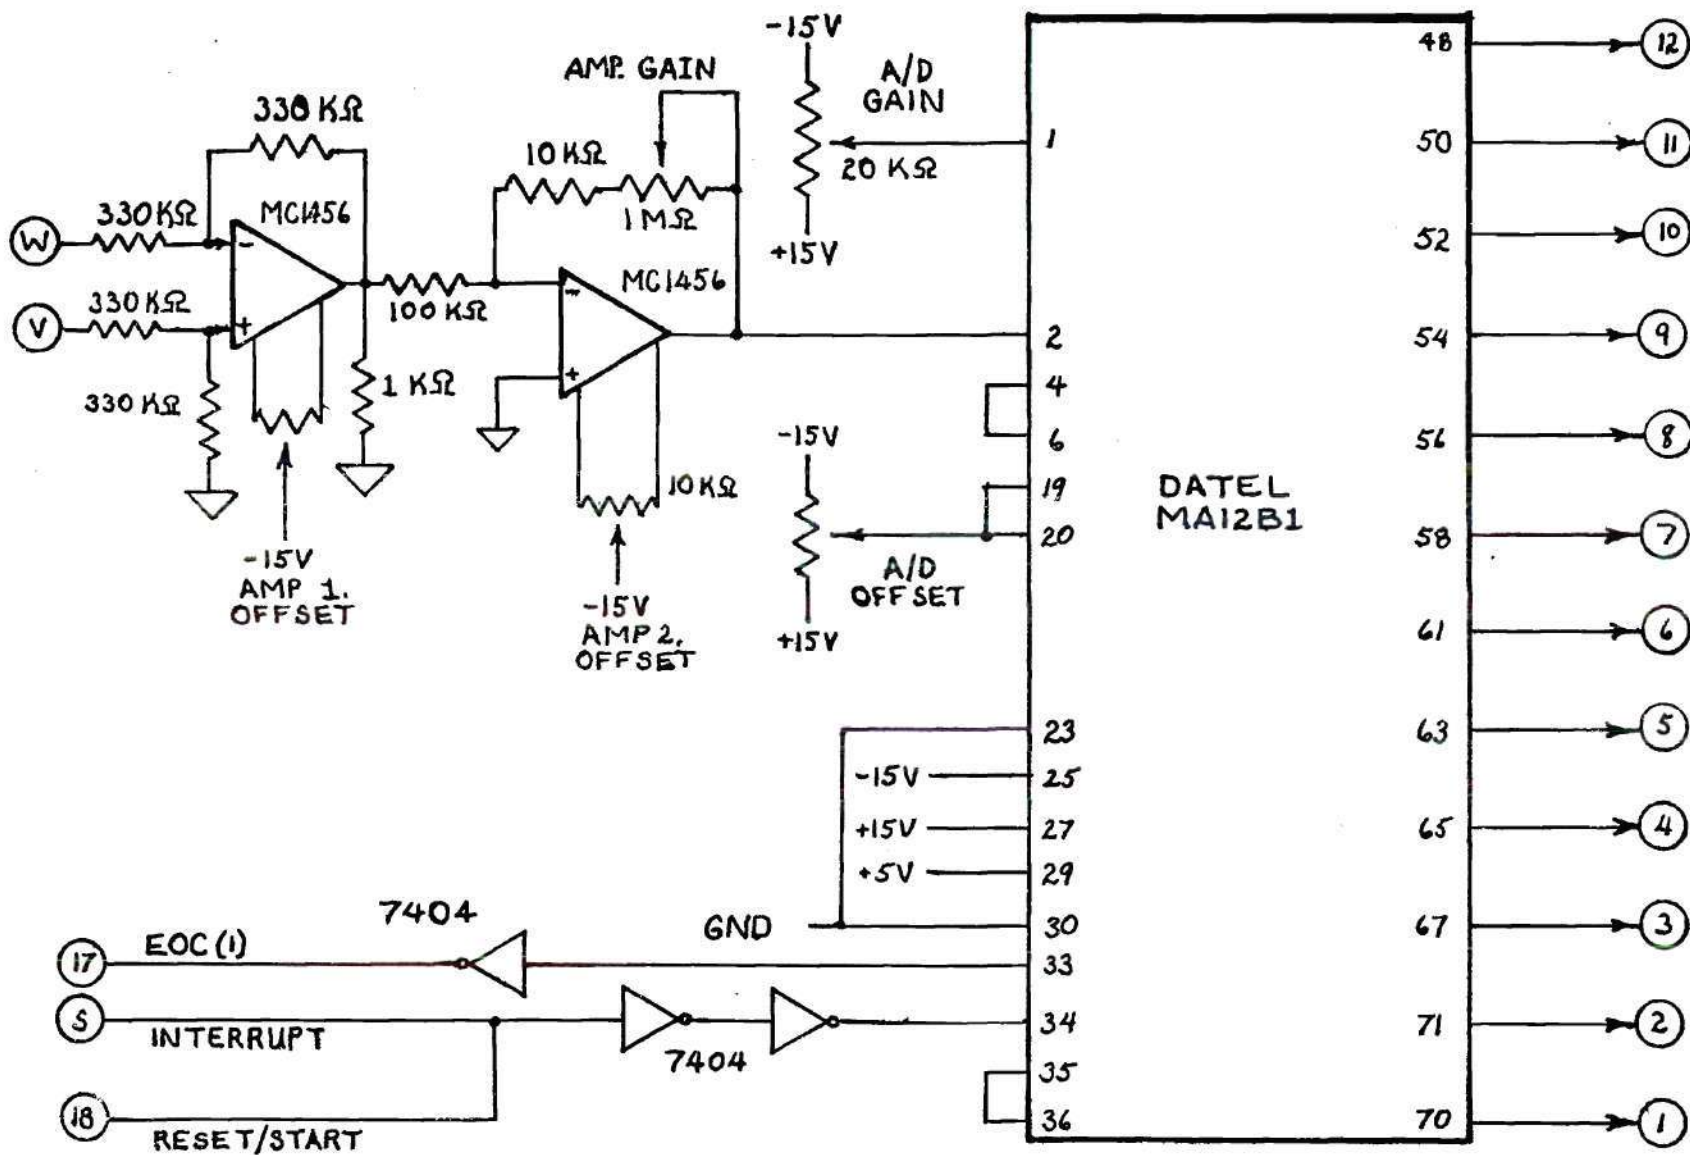 330 KΩ
330 KΩ
MC1456
W
-
330 KΩ
V
+
330 KΩ
100 KΩ
1 KΩ
-15V
AMP 1.
OFFSET
AMP. GAIN
10 KΩ
1 MΩ
MC1456
-
+
10 KΩ
-15V
AMP 2.
OFFSET
-15V
A/D
GAIN
20 KΩ
+15V
-15V
A/D
OFFSET
+15V
DATEL
MA12B1
1
2
4
6
19
20
23
-15V 25
+15V 27
+5V 29
GND 30
7404
17 EOC (1) 33
S INTERRUPT 34
7404
35
18 RESET/START 36
48 12
50 11
52 10
54 9
56 8
58 7
61 6
63 5
65 4
67 3
71 2
70 1